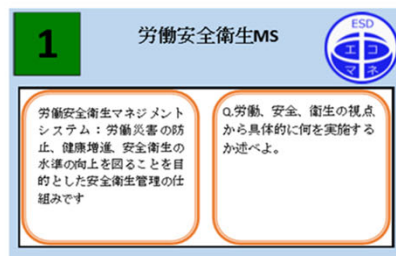 1
労働安全衛生MS
ESD
エコ
マネ
労働安全衛生マネジメント
システム：労働災害の防
止、健康増進、安全衛生の
水準の向上を図ることを目
的とした安全衛生管理の仕
組みです
Q.労働、安全、衛生の視点
から具体的に何を実施する
か述べよ。